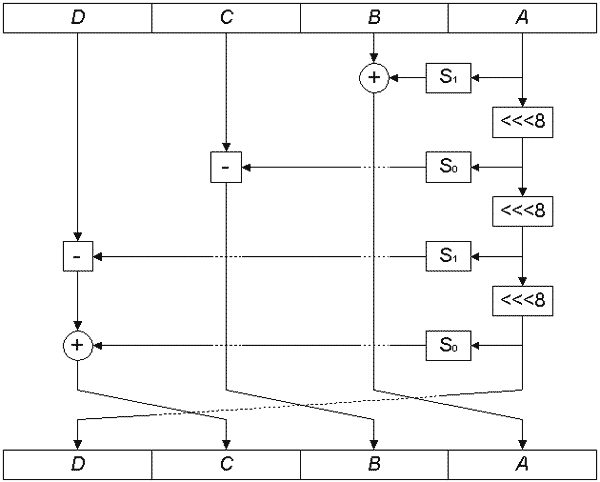 D C B A
+ S₁
<<<8
- S₀
<<<8
- S₁
<<<8
+ S₀
D C B A